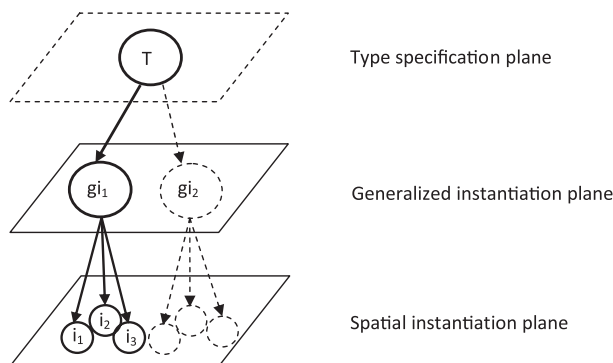 T
Type specification plane
gi₁
gi₂
Generalized instantiation plane
i₁
i₂
i₃
Spatial instantiation plane